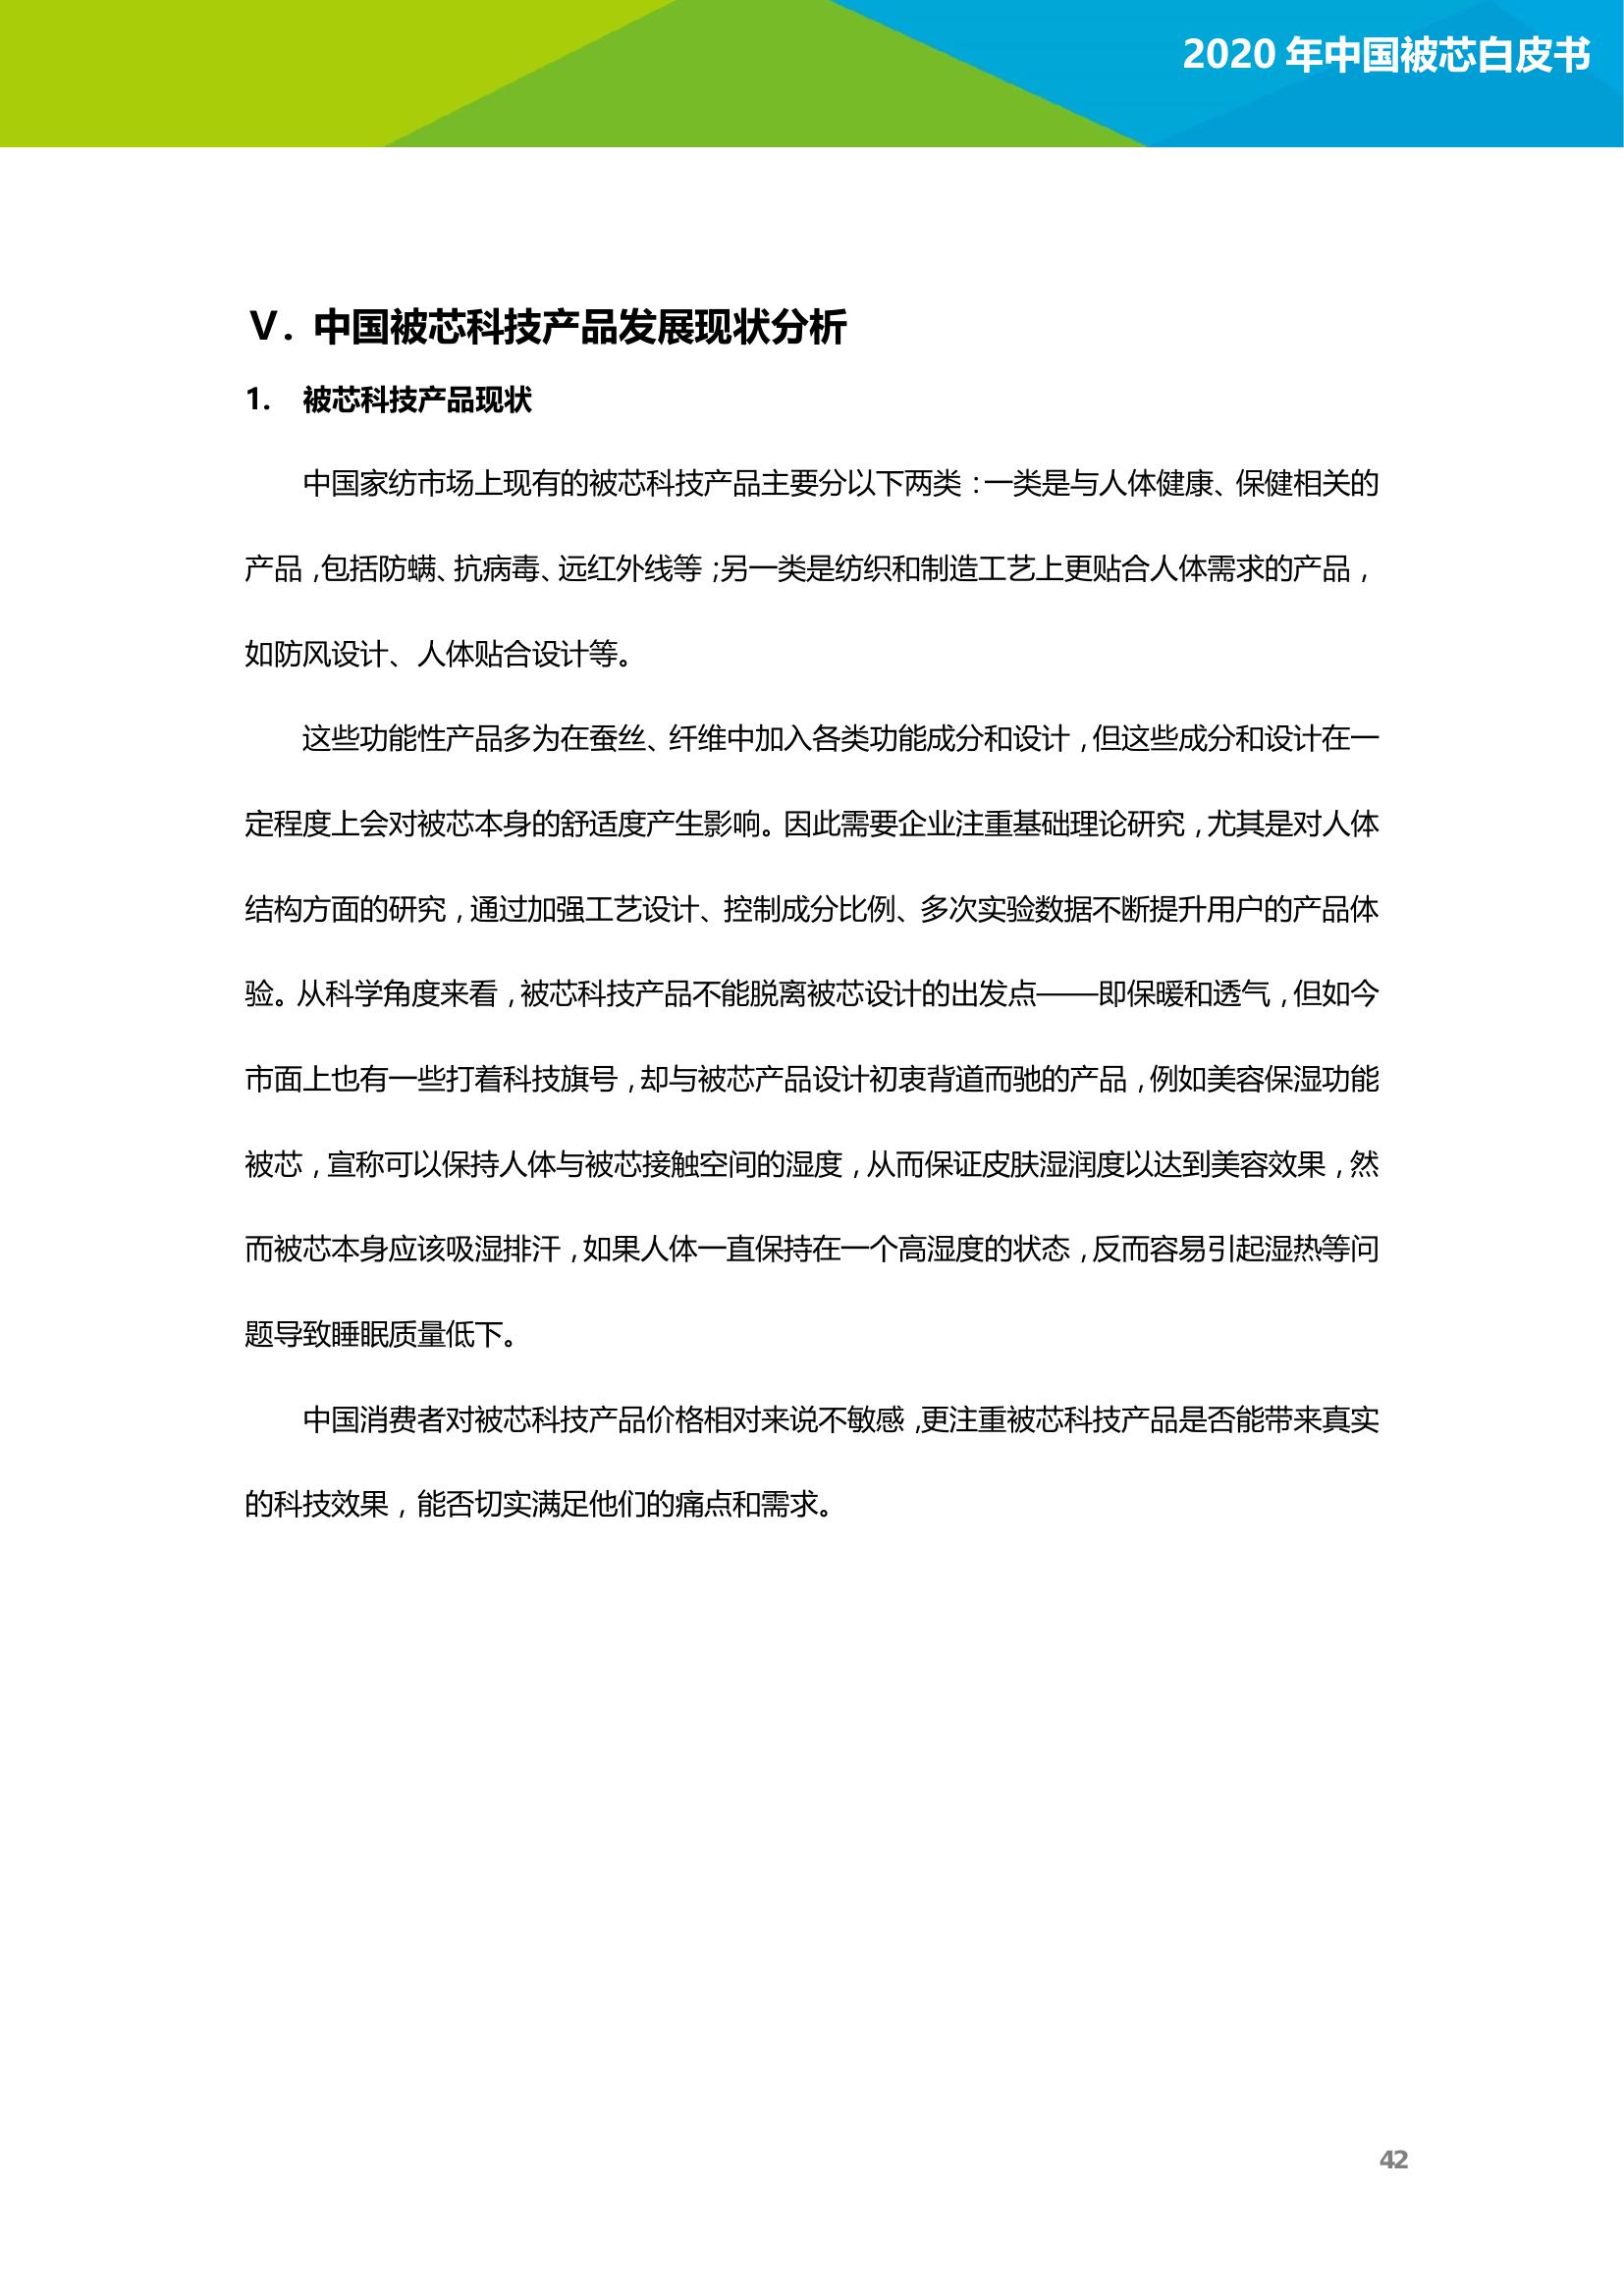 2020 年中国被芯白皮书
V. 中国被芯科技产品发展现状分析
1. 被芯科技产品现状
中国家纺市场上现有的被芯科技产品主要分以下两类：一类是与人体健康、保健相关的
产品，包括防螨、抗病毒、远红外线等；另一类是纺织和制造工艺上更贴合人体需求的产品，
如防风设计、人体贴合设计等。
这些功能性产品多为在蚕丝、纤维中加入各类功能成分和设计，但这些成分和设计在一
定程度上会对被芯本身的舒适度产生影响。因此需要企业注重基础理论研究，尤其是对人体
结构方面的研究，通过加强工艺设计、控制成分比例、多次实验数据不断提升用户的产品体
验。从科学角度来看，被芯科技产品不能脱离被芯设计的出发点——即保暖和透气，但如今
市面上也有一些打着科技旗号，却与被芯产品设计初衷背道而驰的产品，例如美容保湿功能
被芯，宣称可以保持人体与被芯接触空间的湿度，从而保证皮肤湿润度以达到美容效果，然
而被芯本身应该吸湿排汗，如果人体一直保持在一个高湿度的状态，反而容易引起湿热等问
题导致睡眠质量低下。
中国消费者对被芯科技产品价格相对来说不敏感，更注重被芯科技产品是否能带来真实
的科技效果，能否切实满足他们的痛点和需求。
42